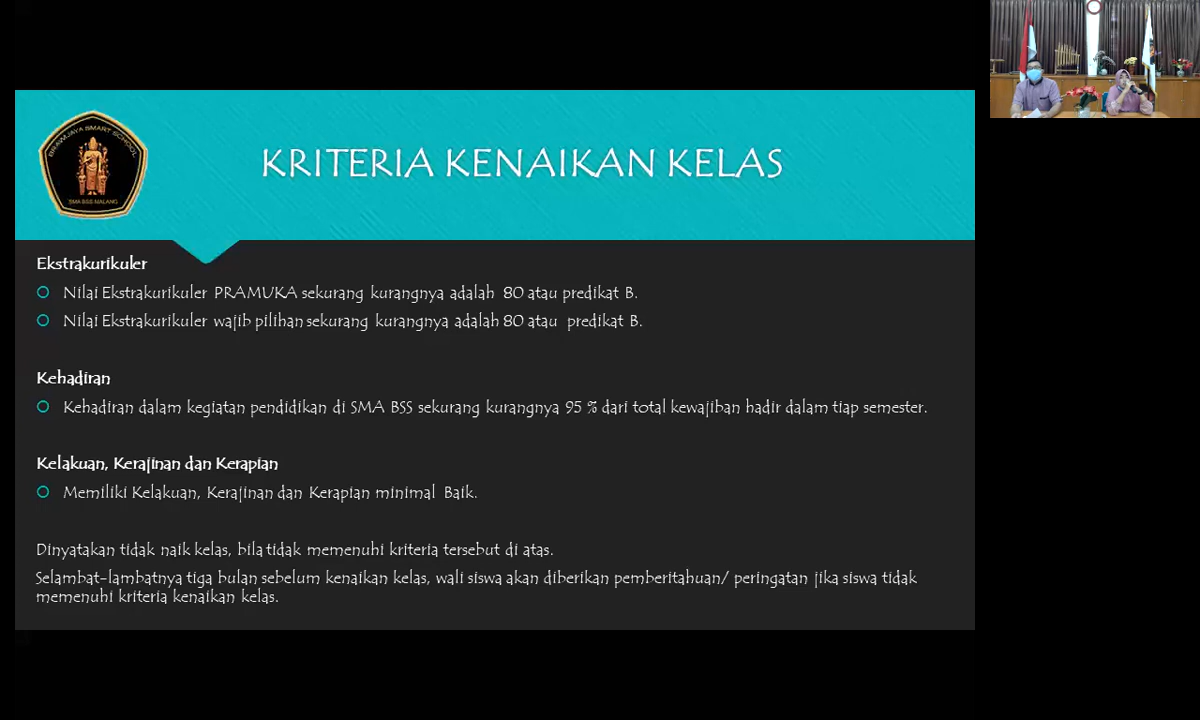 BRAWIJAYA SMART SCHOOL
SMA BSS MALANG
KRITERIA KENAIKAN KELAS
Ekstrakurikuler
Nilai Ekstrakurikuler PRAMUKA sekurang kurangnya adalah 80 atau predikat B.
Nilai Ekstrakurikuler wajib pilihan sekurang kurangnya adalah 80 atau predikat B.
Kehadiran
Kehadiran dalam kegiatan pendidikan di SMA BSS sekurang kurangnya 95 % dari total kewajiban hadir dalam tiap semester.
Kelakuan, Kerajinan dan Kerapian
Memiliki Kelakuan, Kerajinan dan Kerapian minimal Baik.
Dinyatakan tidak naik kelas, bila tidak memenuhi kriteria tersebut di atas.
Selambat-lambatnya tiga bulan sebelum kenaikan kelas, wali siswa akan diberikan pemberitahuan/ peringatan jika siswa tidak
memenuhi kriteria kenaikan kelas.